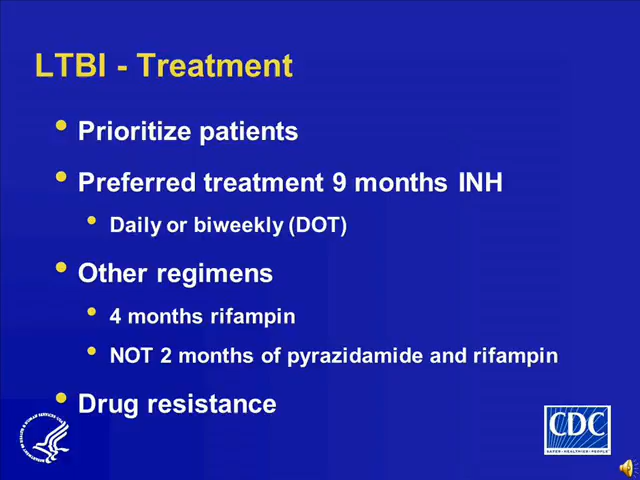 LTBI - Treatment
Prioritize patients
Preferred treatment 9 months INH
Daily or biweekly (DOT)
Other regimens
4 months rifampin
NOT 2 months of pyrazidamide and rifampin
Drug resistance
CDC
SAFER • HEALTHIER • PEOPLE™